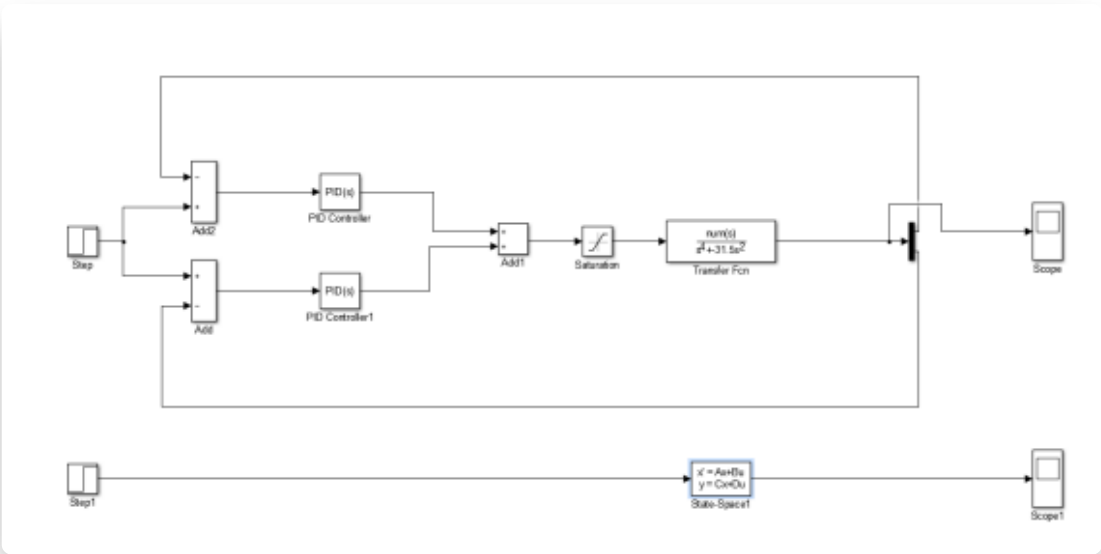 −
+
Add2
PID(s)
PID Controller
Step
+
+
Add1
Saturation
num(s)
s⁴+-31.5s²
Transfer Fcn
Scope
+
−
Add
PID(s)
PID Controller1
Step1
x' = Ax+Bu
y = Cx+Du
State-Space1
Scope1